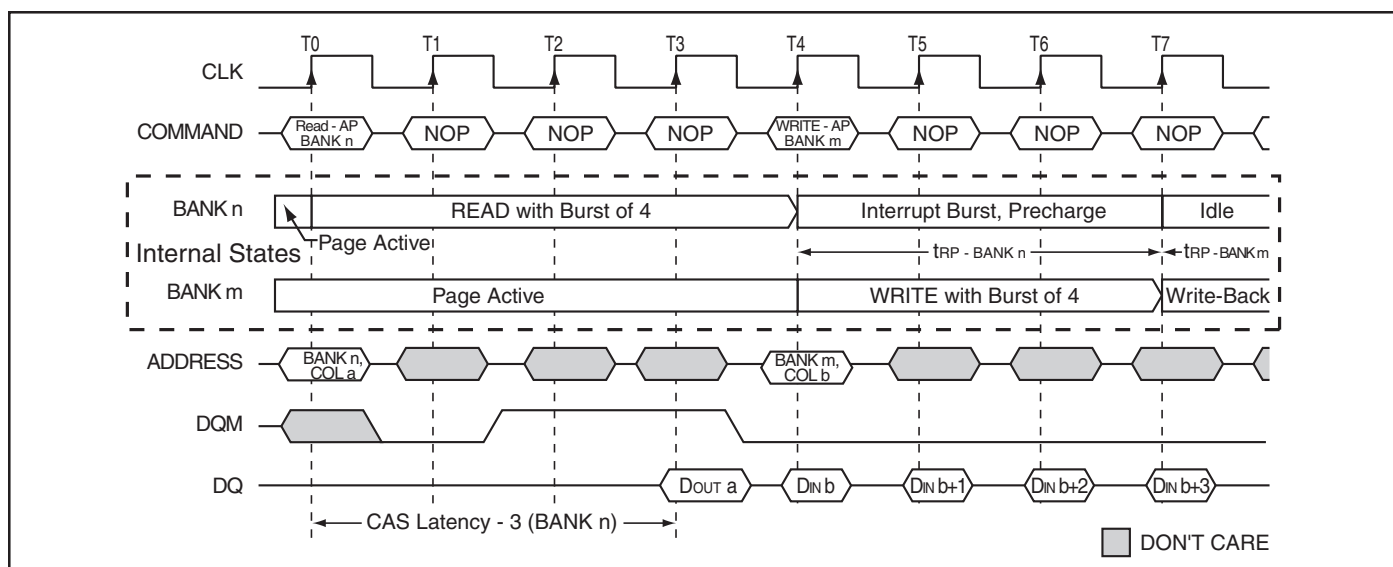 T0 T1 T2 T3 T4 T5 T6 T7
CLK
COMMAND Read - AP BANK n NOP NOP NOP WRITE - AP BANK m NOP NOP NOP
BANK n READ with Burst of 4 Interrupt Burst, Precharge Idle
Page Active tRP - BANK n tRP - BANK m
Internal States
BANK m Page Active WRITE with Burst of 4 Write-Back
ADDRESS BANK n, COL a BANK m, COL b
DQM
DQ DOUT a DIN b DIN b+1 DIN b+2 DIN b+3
CAS Latency - 3 (BANK n)
DON'T CARE